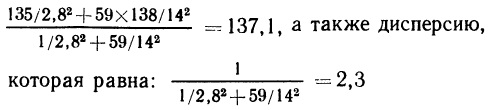 135/2,8²+59×138/14²
1/2,8²+59/14²
=137,1, а также дисперсию,
которая равна: 1
1/2,8²+59/14²
=2,3